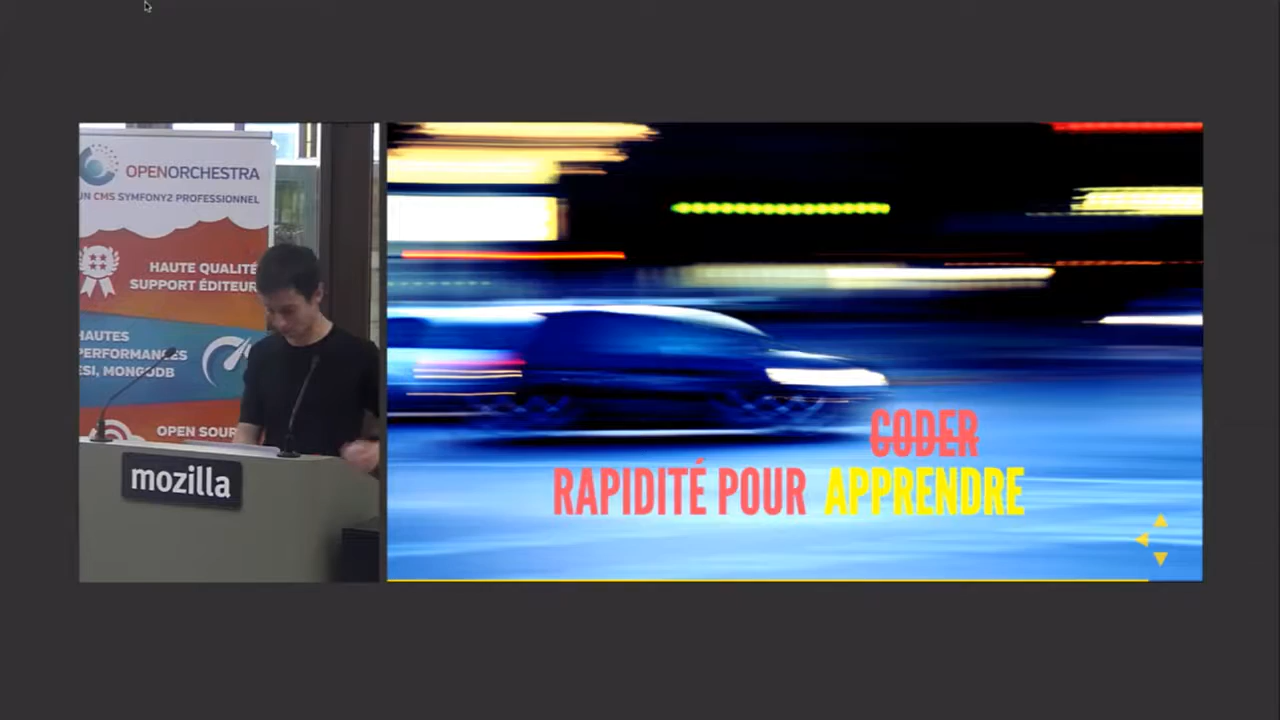 OPENORCHESTRA
UN CMS SYMFONY2 PROFESSIONNEL
HAUTE QUALITÉ
SUPPORT ÉDITEUR
HAUTES
PERFORMANCES
ESI, MONGODB
OPEN SOUR
mozilla
CODER
RAPIDITÉ POUR APPRENDRE